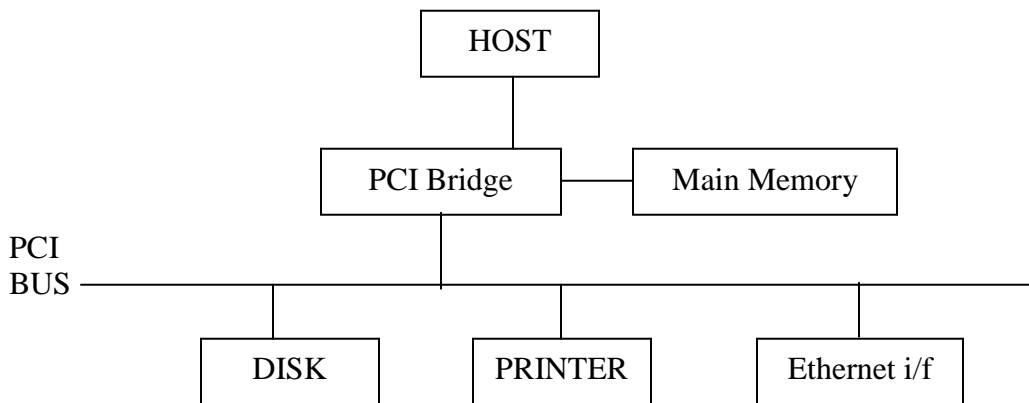 HOST
PCI Bridge
Main Memory
PCI
BUS
DISK
PRINTER
Ethernet i/f